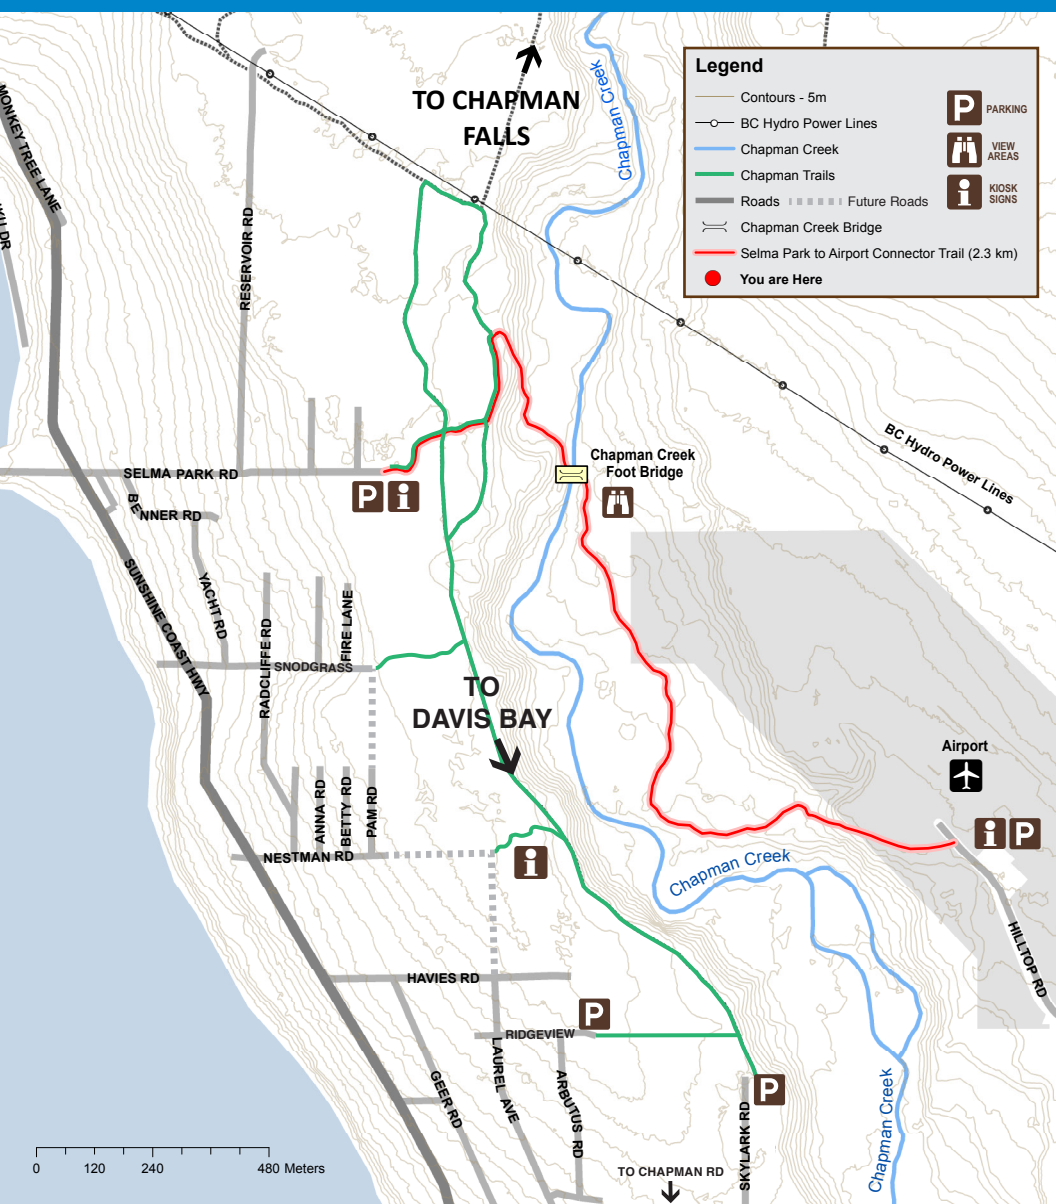 TO CHAPMAN
FALLS
Chapman Creek
Legend
Contours - 5m
BC Hydro Power Lines
Chapman Creek
Chapman Trails
Roads
Future Roads
Chapman Creek Bridge
Selma Park to Airport Connector Trail (2.3 km)
You are Here
P
PARKING
VIEW
AREAS
i
KIOSK
SIGNS
MONKEY TREE LANE
DR
RESERVOIR RD
BC Hydro Power Lines
Chapman Creek
Foot Bridge
SELMA PARK RD
P
i
BENNER RD
YACHT RD
SUNSHINE COAST HWY
RADCLIFFE RD
FIRE LANE
SNODGRASS
TO
DAVIS BAY
Airport
i
P
ANNA RD
BETTY RD
PAM RD
NESTMAN RD
i
Chapman Creek
HILLTOP RD
HAVIES RD
P
RIDGEVIEW
LAUREL AVE
GEER RD
ARBUTUS RD
P
SKYLARK RD
Chapman Creek
TO CHAPMAN RD
0 120 240 480 Meters